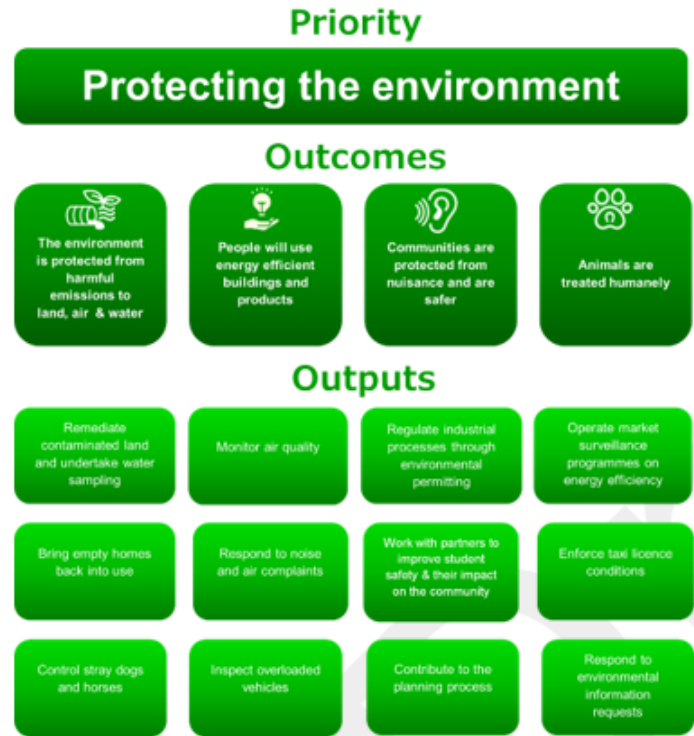 Priority
Protecting the environment
Outcomes
The environment
is protected from
harmful
emissions to
land, air & water
People will use
energy efficient
buildings and
products
Communities are
protected from
nuisance and are
safer
Animals are
treated humanely
Outputs
Remediate
contaminated land
and undertake water
sampling
Monitor air quality
Regulate industrial
processes through
environmental
permitting
Operate market
surveillance
programmes on
energy efficiency
Bring empty homes
back into use
Respond to noise
and air complaints
Work with partners to
improve student
safety & their impact
on the community
Enforce taxi licence
conditions
Control stray dogs
and horses
Inspect overloaded
vehicles
Contribute to the
planning process
Respond to
environmental
information
requests